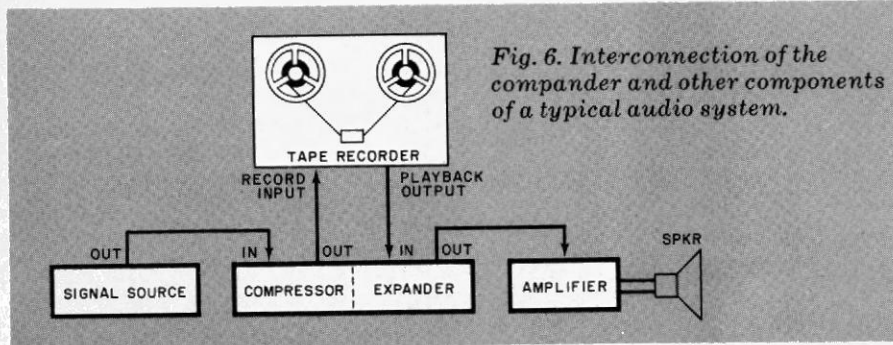 Fig. 6. Interconnection of the
compander and other components
of a typical audio system.
TAPE RECORDER
RECORD
INPUT
PLAYBACK
OUTPUT
OUT
IN
OUT
IN
OUT
SPKR
SIGNAL SOURCE
COMPRESSOR
EXPANDER
AMPLIFIER